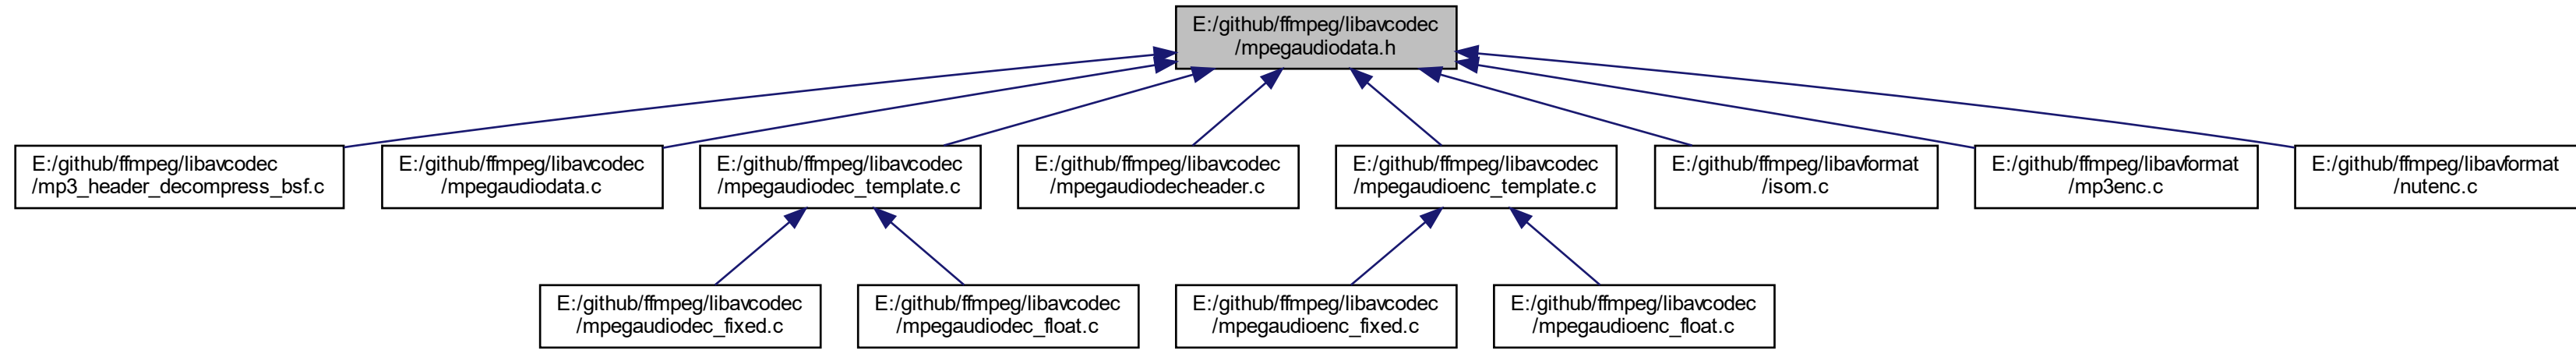 E:/github/ffmpeg/libavcodec
/mpegaudiodata.h
E:/github/ffmpeg/libavcodec
/mp3_header_decompress_bsf.c
E:/github/ffmpeg/libavcodec
/mpegaudiodata.c
E:/github/ffmpeg/libavcodec
/mpegaudiodec_template.c
E:/github/ffmpeg/libavcodec
/mpegaudiodecheader.c
E:/github/ffmpeg/libavcodec
/mpegaudioenc_template.c
E:/github/ffmpeg/libavformat
/isom.c
E:/github/ffmpeg/libavformat
/mp3enc.c
E:/github/ffmpeg/libavformat
/nutenc.c
E:/github/ffmpeg/libavcodec
/mpegaudiodec_fixed.c
E:/github/ffmpeg/libavcodec
/mpegaudiodec_float.c
E:/github/ffmpeg/libavcodec
/mpegaudioenc_fixed.c
E:/github/ffmpeg/libavcodec
/mpegaudioenc_float.c